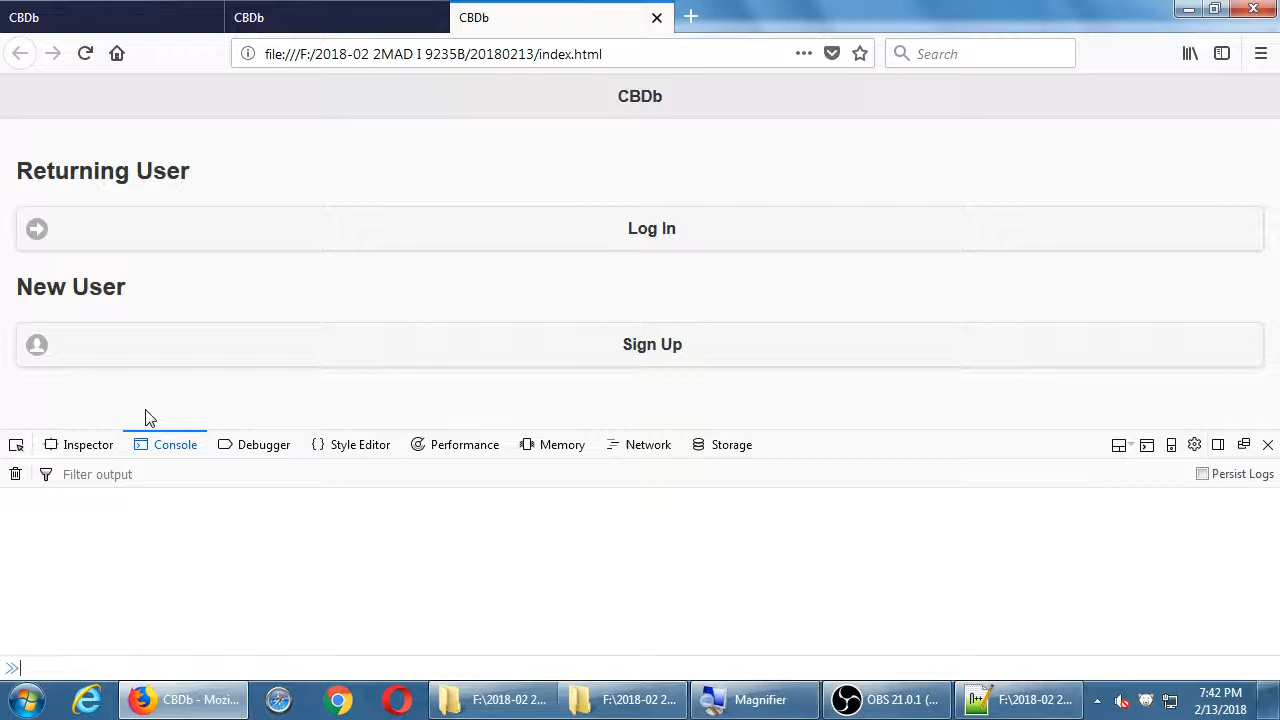 CBDb
CBDb
CBDb
file:///F:/2018-02 2MAD I 9235B/20180213/index.html
Search
CBDb
Returning User
Log In
New User
Sign Up
Inspector
Console
Debugger
Style Editor
Performance
Memory
Network
Storage
Filter output
Persist Logs
CBDb - Mozi...
F:\2018-02 2...
F:\2018-02 2...
Magnifier
OBS 21.0.1 (...
F:\2018-02 2...
7:42 PM
2/13/2018